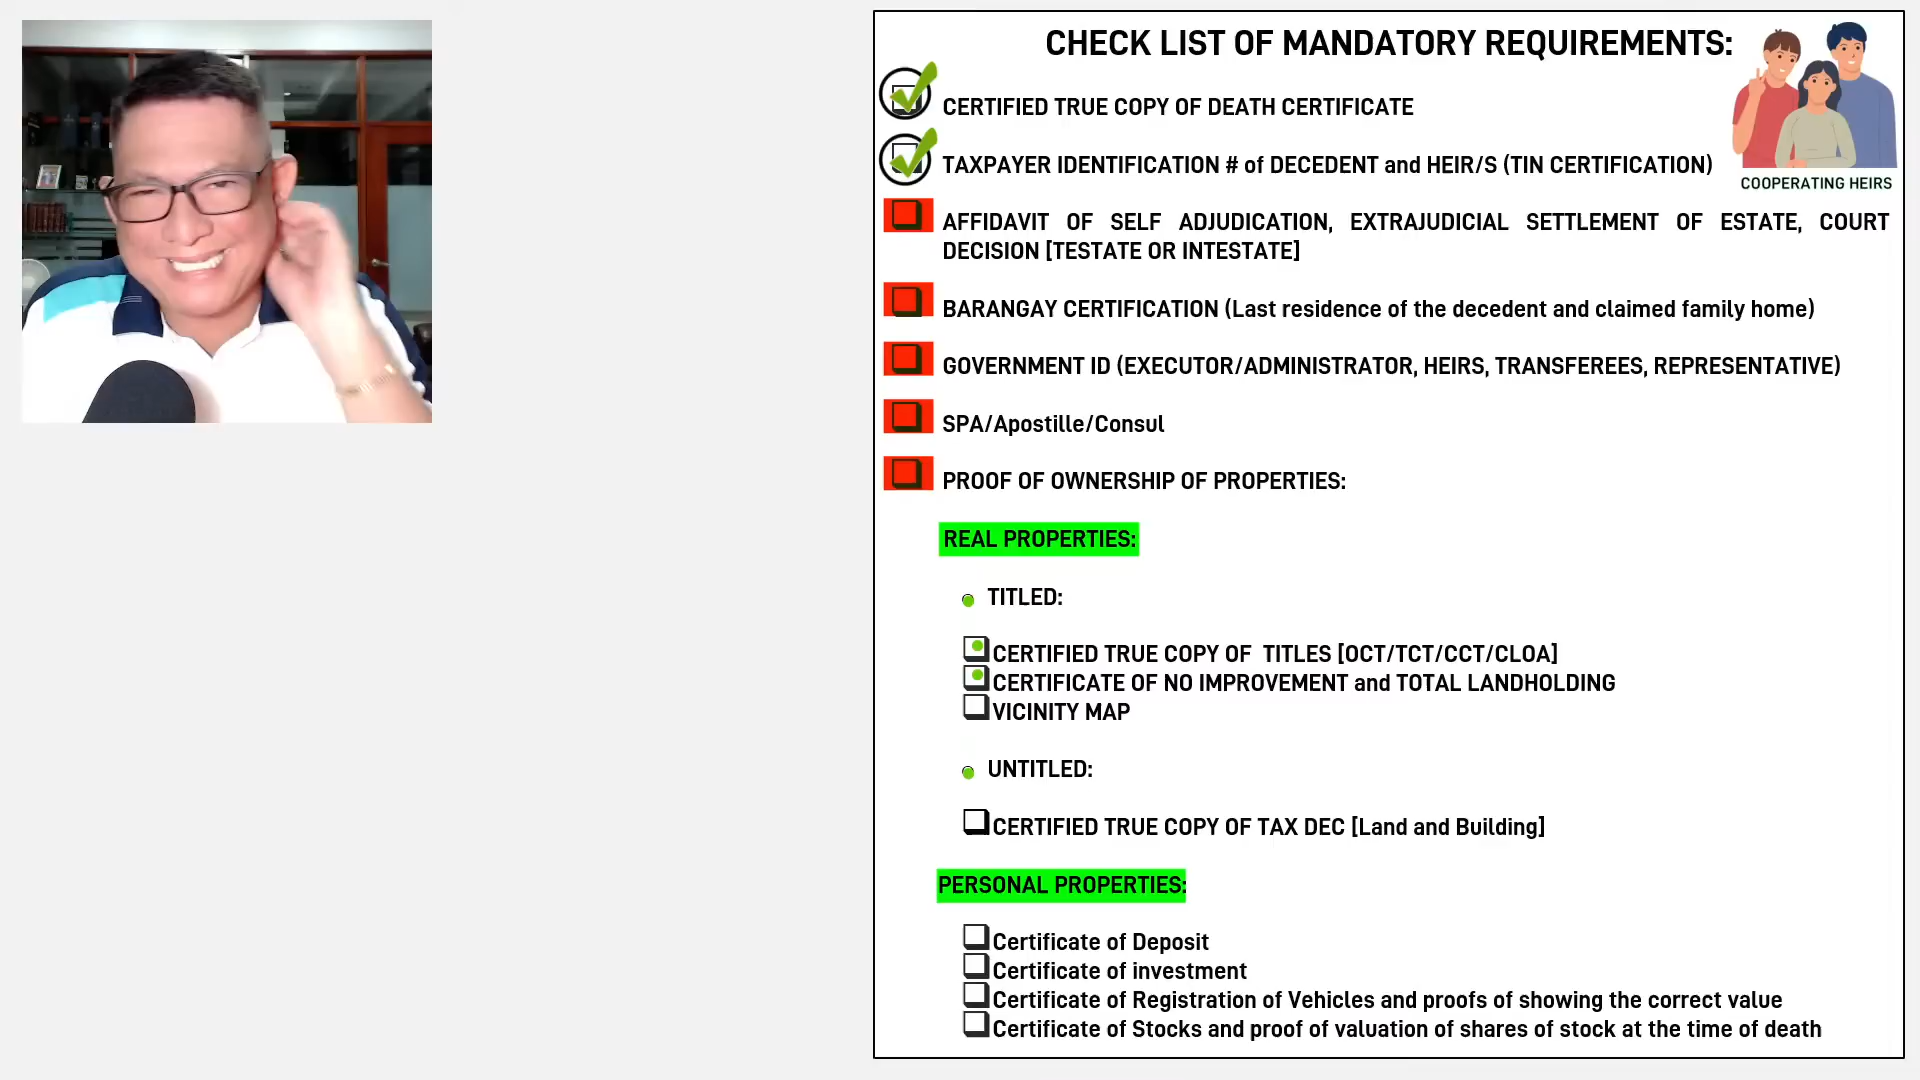 CHECK LIST OF MANDATORY REQUIREMENTS:
CERTIFIED TRUE COPY OF DEATH CERTIFICATE
TAXPAYER IDENTIFICATION # of DECEDENT and HEIR/S (TIN CERTIFICATION)
COOPERATING HEIRS
AFFIDAVIT OF SELF ADJUDICATION, EXTRAJUDICIAL SETTLEMENT OF ESTATE, COURT
DECISION [TESTATE OR INTESTATE]
BARANGAY CERTIFICATION (Last residence of the decedent and claimed family home)
GOVERNMENT ID (EXECUTOR/ADMINISTRATOR, HEIRS, TRANSFEREES, REPRESENTATIVE)
SPA/Apostille/Consul
PROOF OF OWNERSHIP OF PROPERTIES:
REAL PROPERTIES:
TITLED:
CERTIFIED TRUE COPY OF TITLES [OCT/TCT/CCT/CLOA]
CERTIFICATE OF NO IMPROVEMENT and TOTAL LANDHOLDING
VICINITY MAP
UNTITLED:
CERTIFIED TRUE COPY OF TAX DEC [Land and Building]
PERSONAL PROPERTIES:
Certificate of Deposit
Certificate of investment
Certificate of Registration of Vehicles and proofs of showing the correct value
Certificate of Stocks and proof of valuation of shares of stock at the time of death